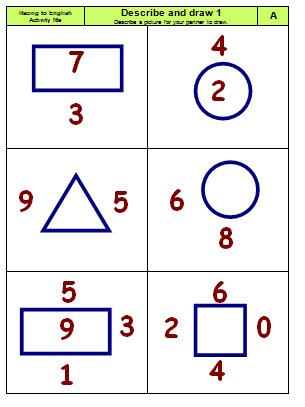 Racing to English
Activity 16e
Describe and draw 1
Describe a picture for your partner to draw.
A
7
3
4
2
9 5
6
8
5
9 3
1
6
2 0
4